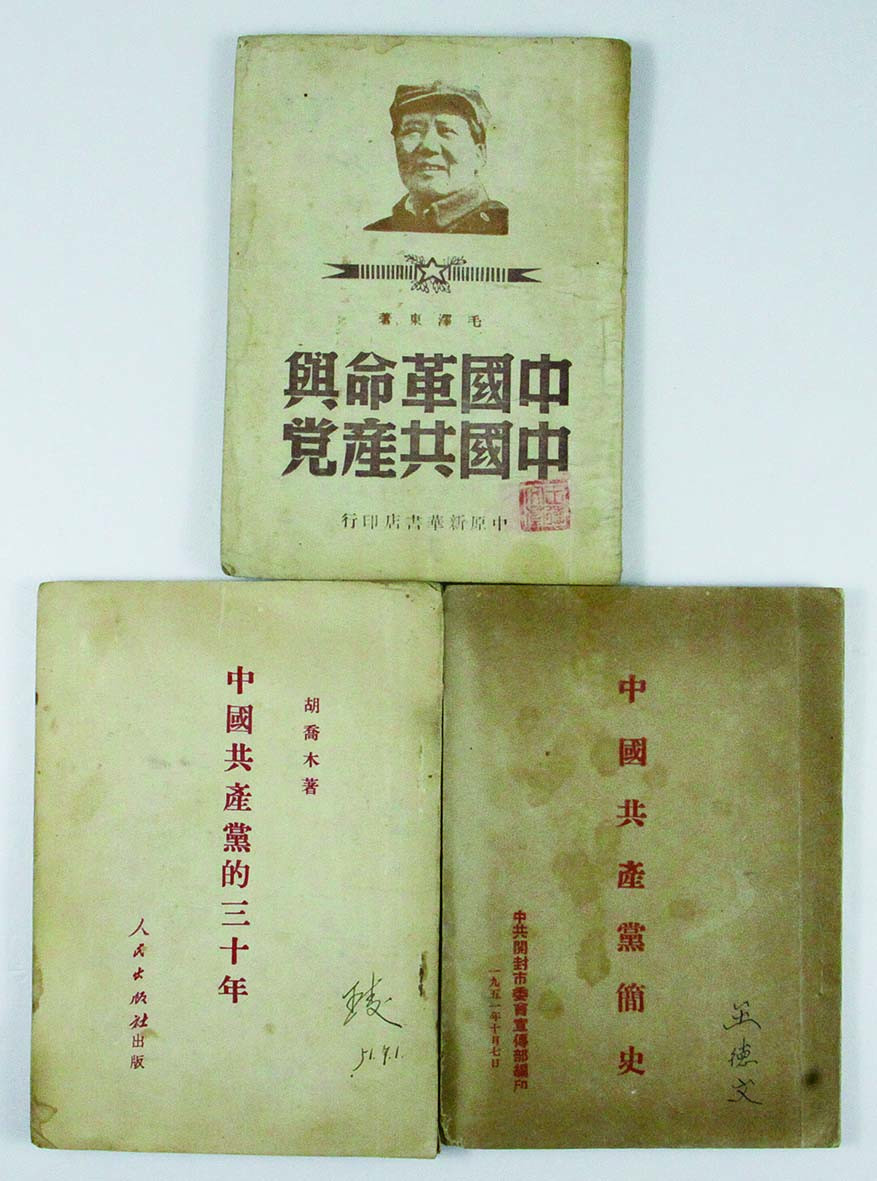 毛澤東著
中國革命與
中國共產党
中原新華書店印行
胡喬木著
中國共產黨的三十年
人民出版社出版
中國共產黨簡史
中共開封市委會宣傳部編印
一九五一年十月七日
德文